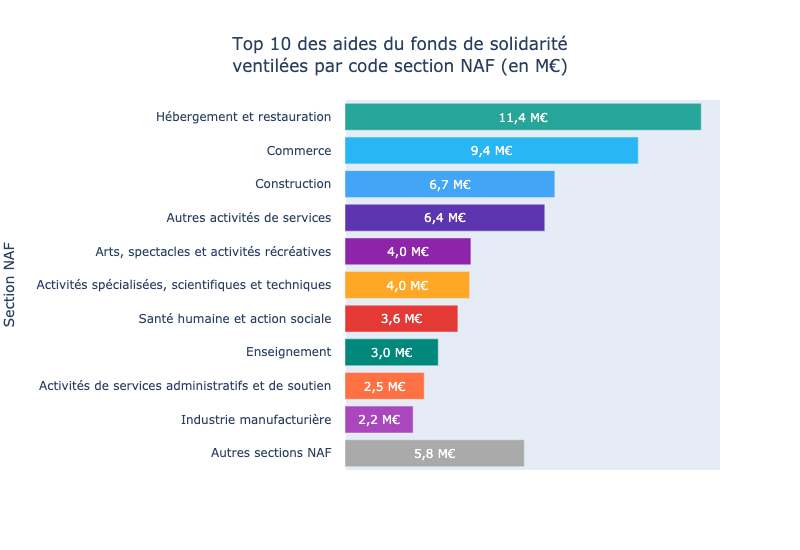 Top 10 des aides du fonds de solidarité
ventilées par code section NAF (en M€)
Section NAF
Hébergement et restauration 11,4 M€
Commerce 9,4 M€
Construction 6,7 M€
Autres activités de services 6,4 M€
Arts, spectacles et activités récréatives 4,0 M€
Activités spécialisées, scientifiques et techniques 4,0 M€
Santé humaine et action sociale 3,6 M€
Enseignement 3,0 M€
Activités de services administratifs et de soutien 2,5 M€
Industrie manufacturière 2,2 M€
Autres sections NAF 5,8 M€